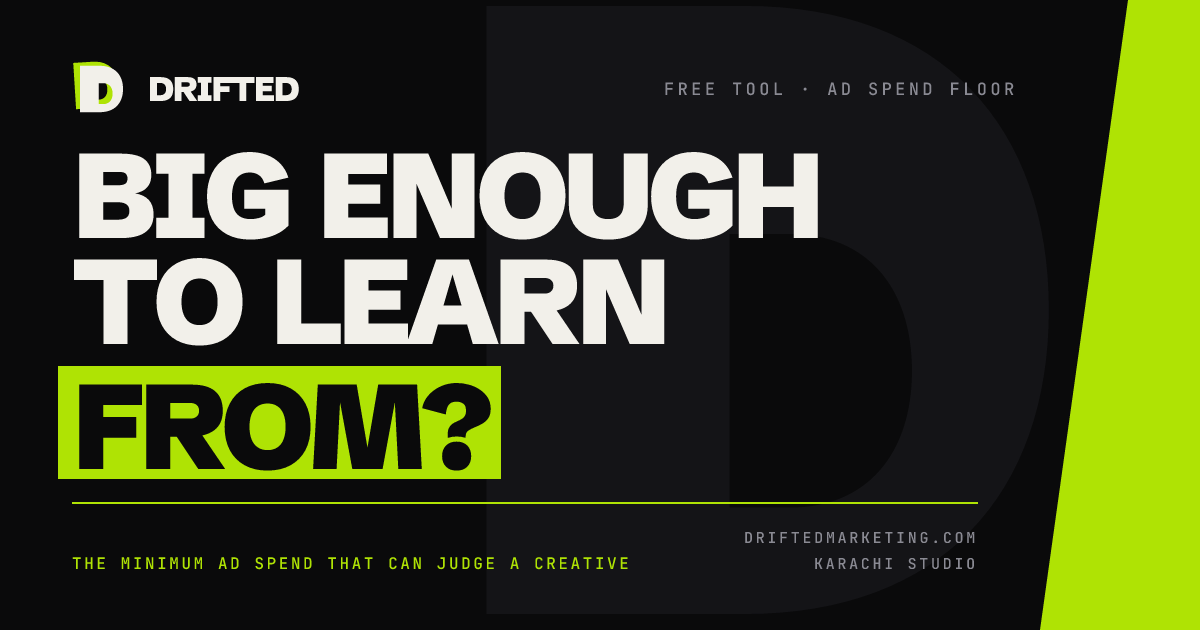 DRIFTED
FREE TOOL · AD SPEND FLOOR
BIG ENOUGH
TO LEARN
FROM?
THE MINIMUM AD SPEND THAT CAN JUDGE A CREATIVE
DRIFTEDMARKETING.COM
KARACHI STUDIO